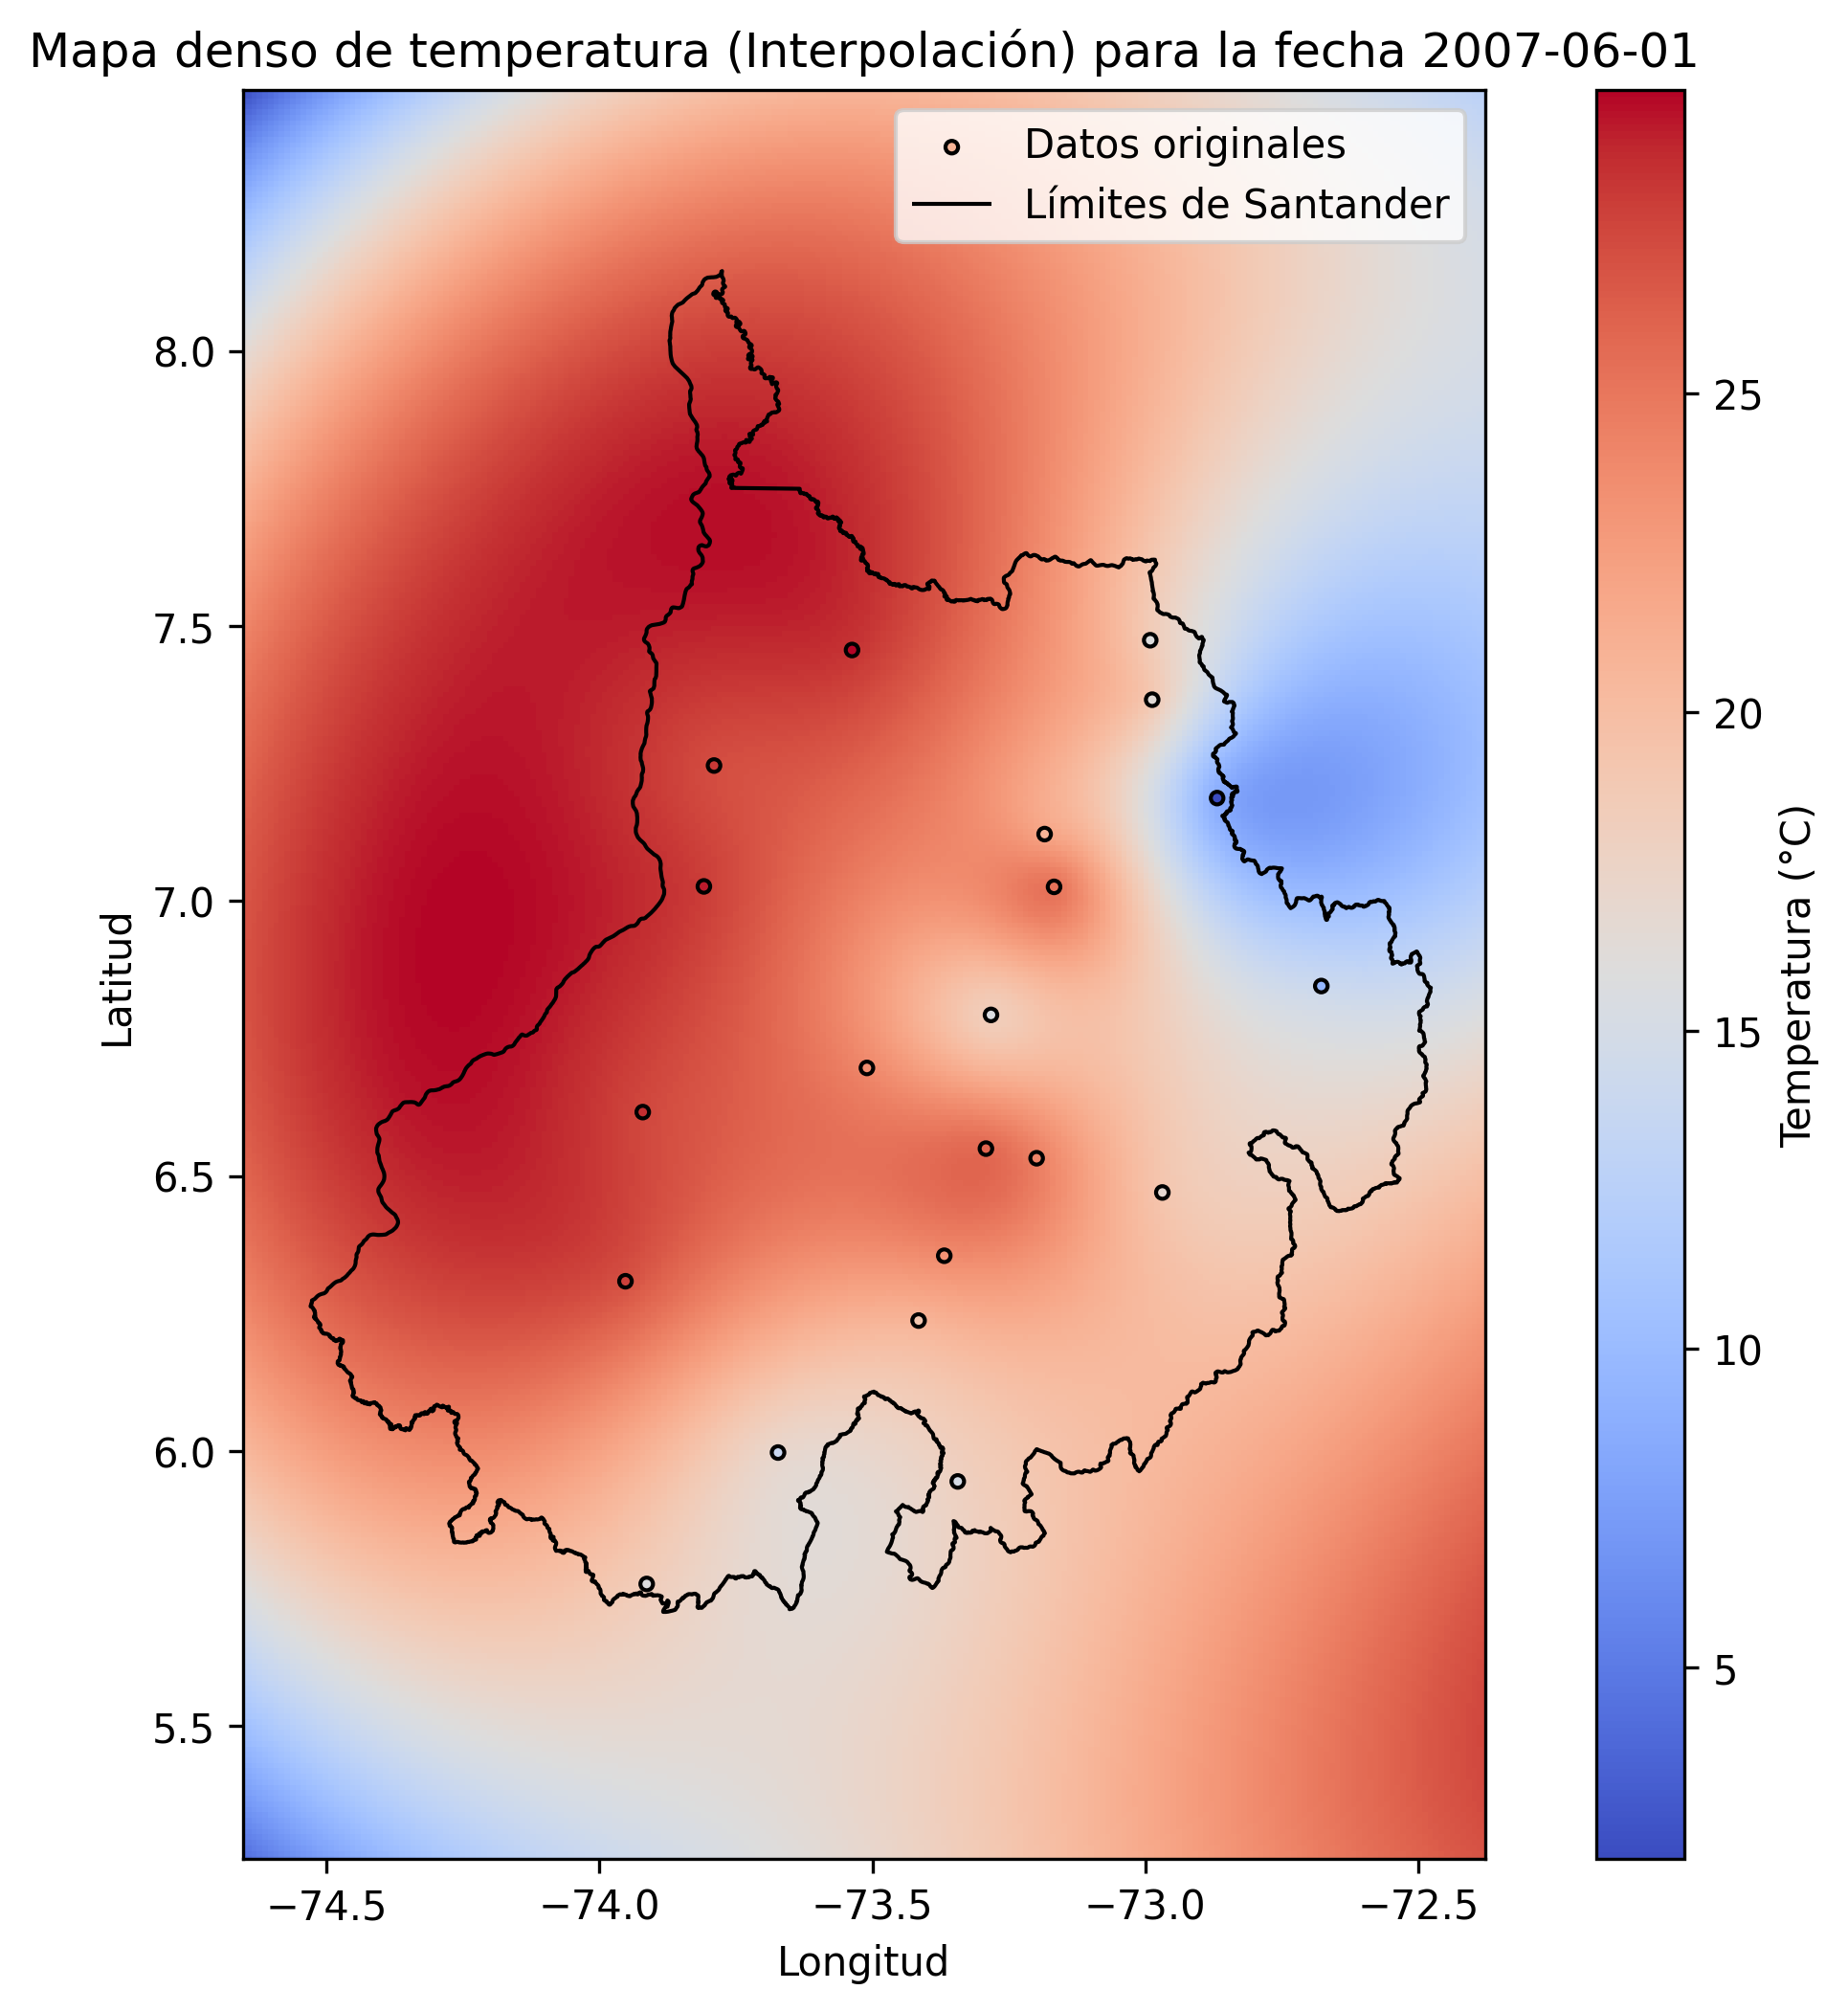 Mapa denso de temperatura (Interpolación) para la fecha 2007-06-01
Datos originales
Límites de Santander
8.0
7.5
7.0
6.5
6.0
5.5
Latitud
−74.5
−74.0
−73.5
−73.0
−72.5
Longitud
25
20
15
10
5
Temperatura (°C)